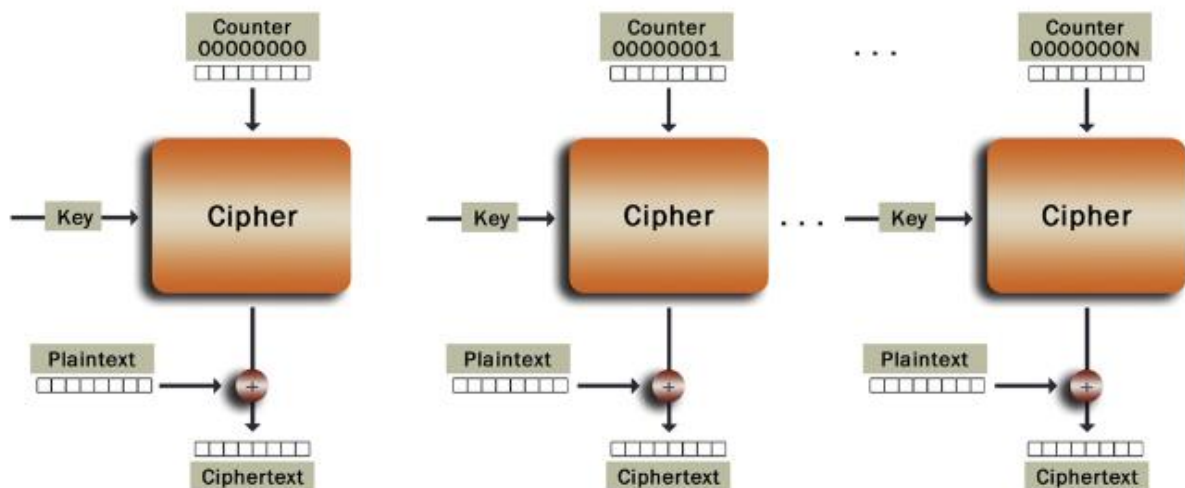 Counter
00000000
Counter
00000001
. . .
Counter
0000000N
Key
Cipher
Key
Cipher
. . .
Key
Cipher
Plaintext
+
Plaintext
+
Plaintext
+
Ciphertext
Ciphertext
Ciphertext